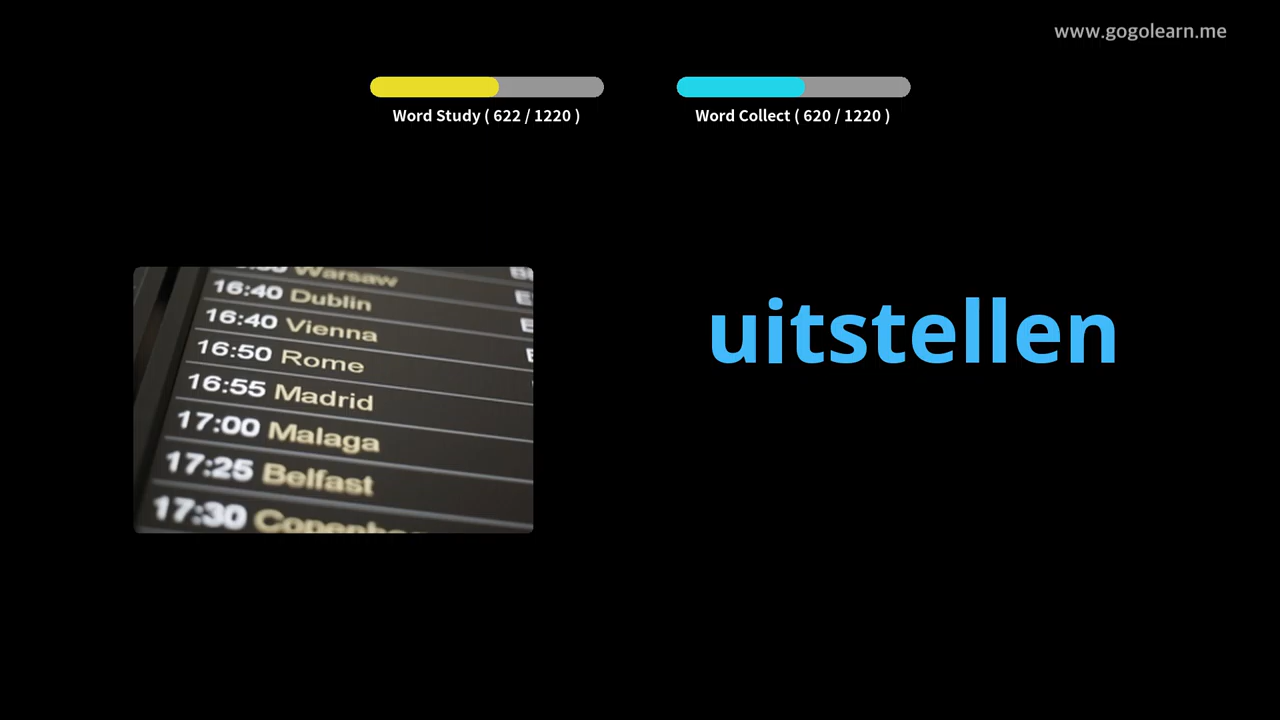 www.gogolearn.me
Word Study ( 622 / 1220 )
Word Collect ( 620 / 1220 )
Warsaw
16:40 Dublin
16:40 Vienna
16:50 Rome
16:55 Madrid
17:00 Malaga
17:25 Belfast
17:30
uitstellen